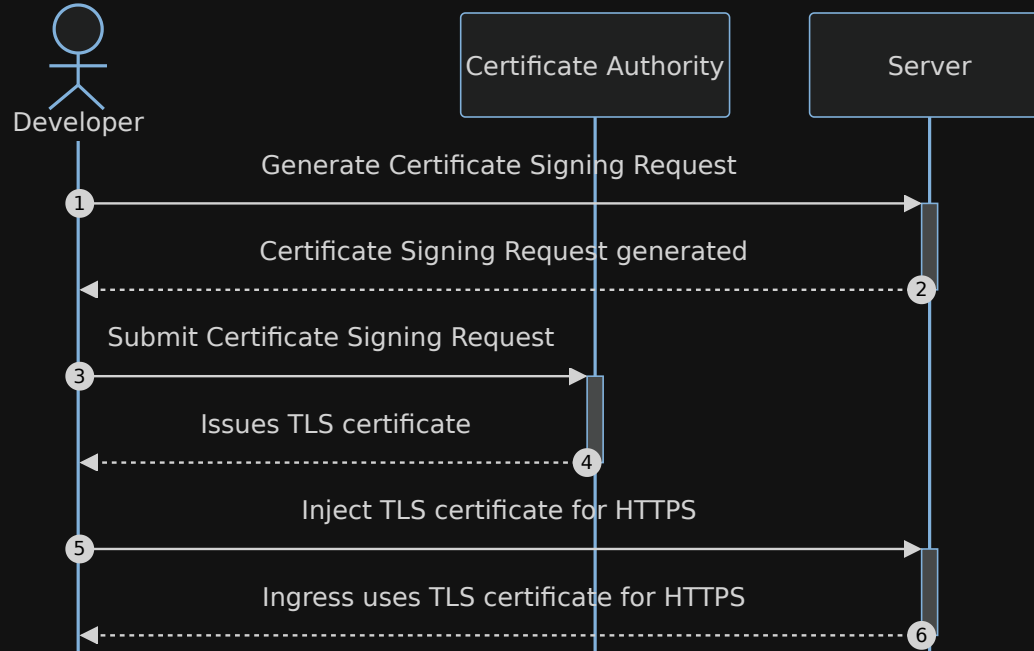 Certificate Authority
Server
Developer
Generate Certificate Signing Request
1
Certificate Signing Request generated
2
Submit Certificate Signing Request
3
Issues TLS certificate
4
Inject TLS certificate for HTTPS
5
Ingress uses TLS certificate for HTTPS
6